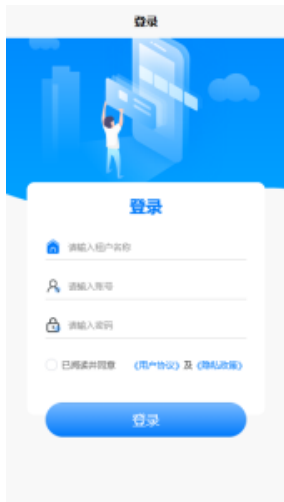 登录
登录
请输入租户名称
请输入账号
请输入密码
已阅读并同意 《用户协议》及《隐私政策》
登录